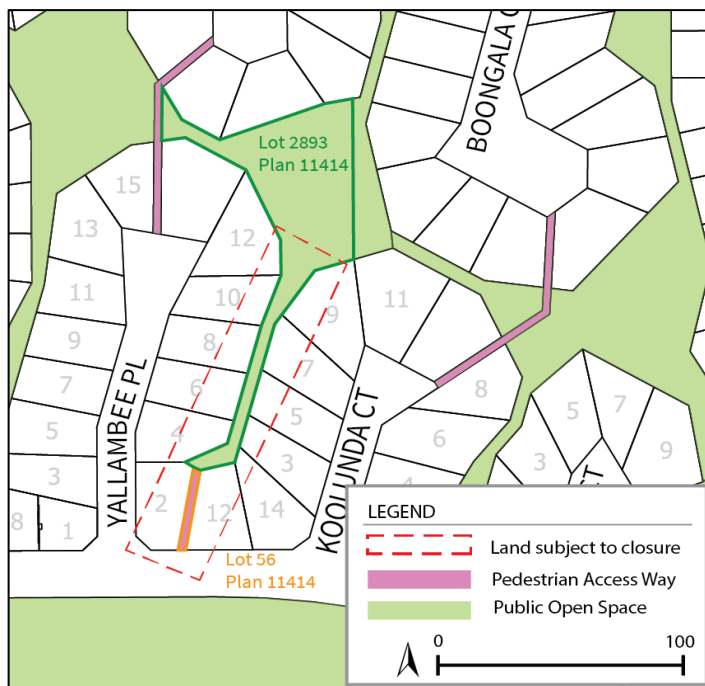 BOONGALA C
Lot 2893
Plan 11414
15
13
12
11
10
9
8
7
6
5
4
3
2
1
8
YALLAMBEE PL
9
11
7
5
3
12
14
8
6
4
KOOLUNDA CT
5
7
3
9
CT
Lot 56
Plan 11414
LEGEND
Land subject to closure
Pedestrian Access Way
Public Open Space
0
100